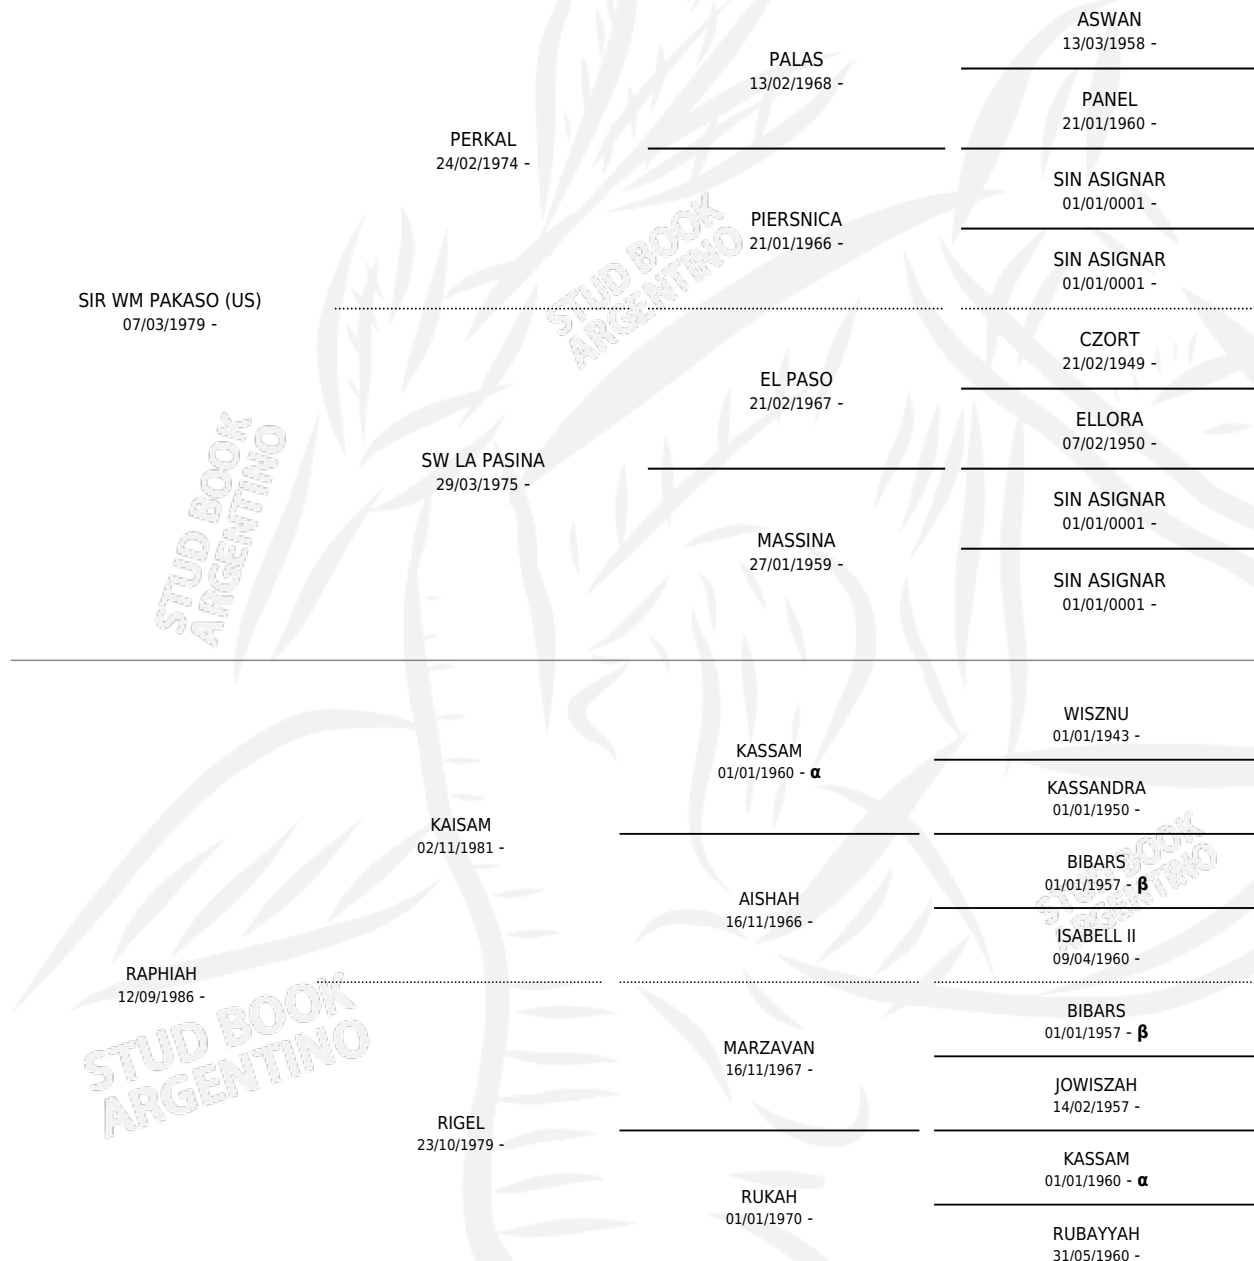 ASWAN
13/03/1958 -
PALAS
13/02/1968 -
PANEL
21/01/1960 -
PERKAL
24/02/1974 -
SIN ASIGNAR
01/01/0001 -
PIERSNICA
21/01/1966 -
SIN ASIGNAR
01/01/0001 -
SIR WM PAKASO (US)
07/03/1979 -
CZORT
21/02/1949 -
EL PASO
21/02/1967 -
ELLORA
07/02/1950 -
SW LA PASINA
29/03/1975 -
SIN ASIGNAR
01/01/0001 -
MASSINA
27/01/1959 -
SIN ASIGNAR
01/01/0001 -
WISZNU
01/01/1943 -
KASSAM
01/01/1960 - α
KASSANDRA
01/01/1950 -
KAISAM
02/11/1981 -
BIBARS
01/01/1957 - β
AISHAH
16/11/1966 -
ISABELL II
09/04/1960 -
RAPHIAH
12/09/1986 -
BIBARS
01/01/1957 - β
MARZAVAN
16/11/1967 -
JOWISZAH
14/02/1957 -
RIGEL
23/10/1979 -
KASSAM
01/01/1960 - α
RUKAH
01/01/1970 -
RUBAYYAH
31/05/1960 -
STUD BOOK
ARGENTINO
STUD BOOK
ARGENTINO
STUD BOOK
ARGENTINO
STUD BOOK
ARGENTINO